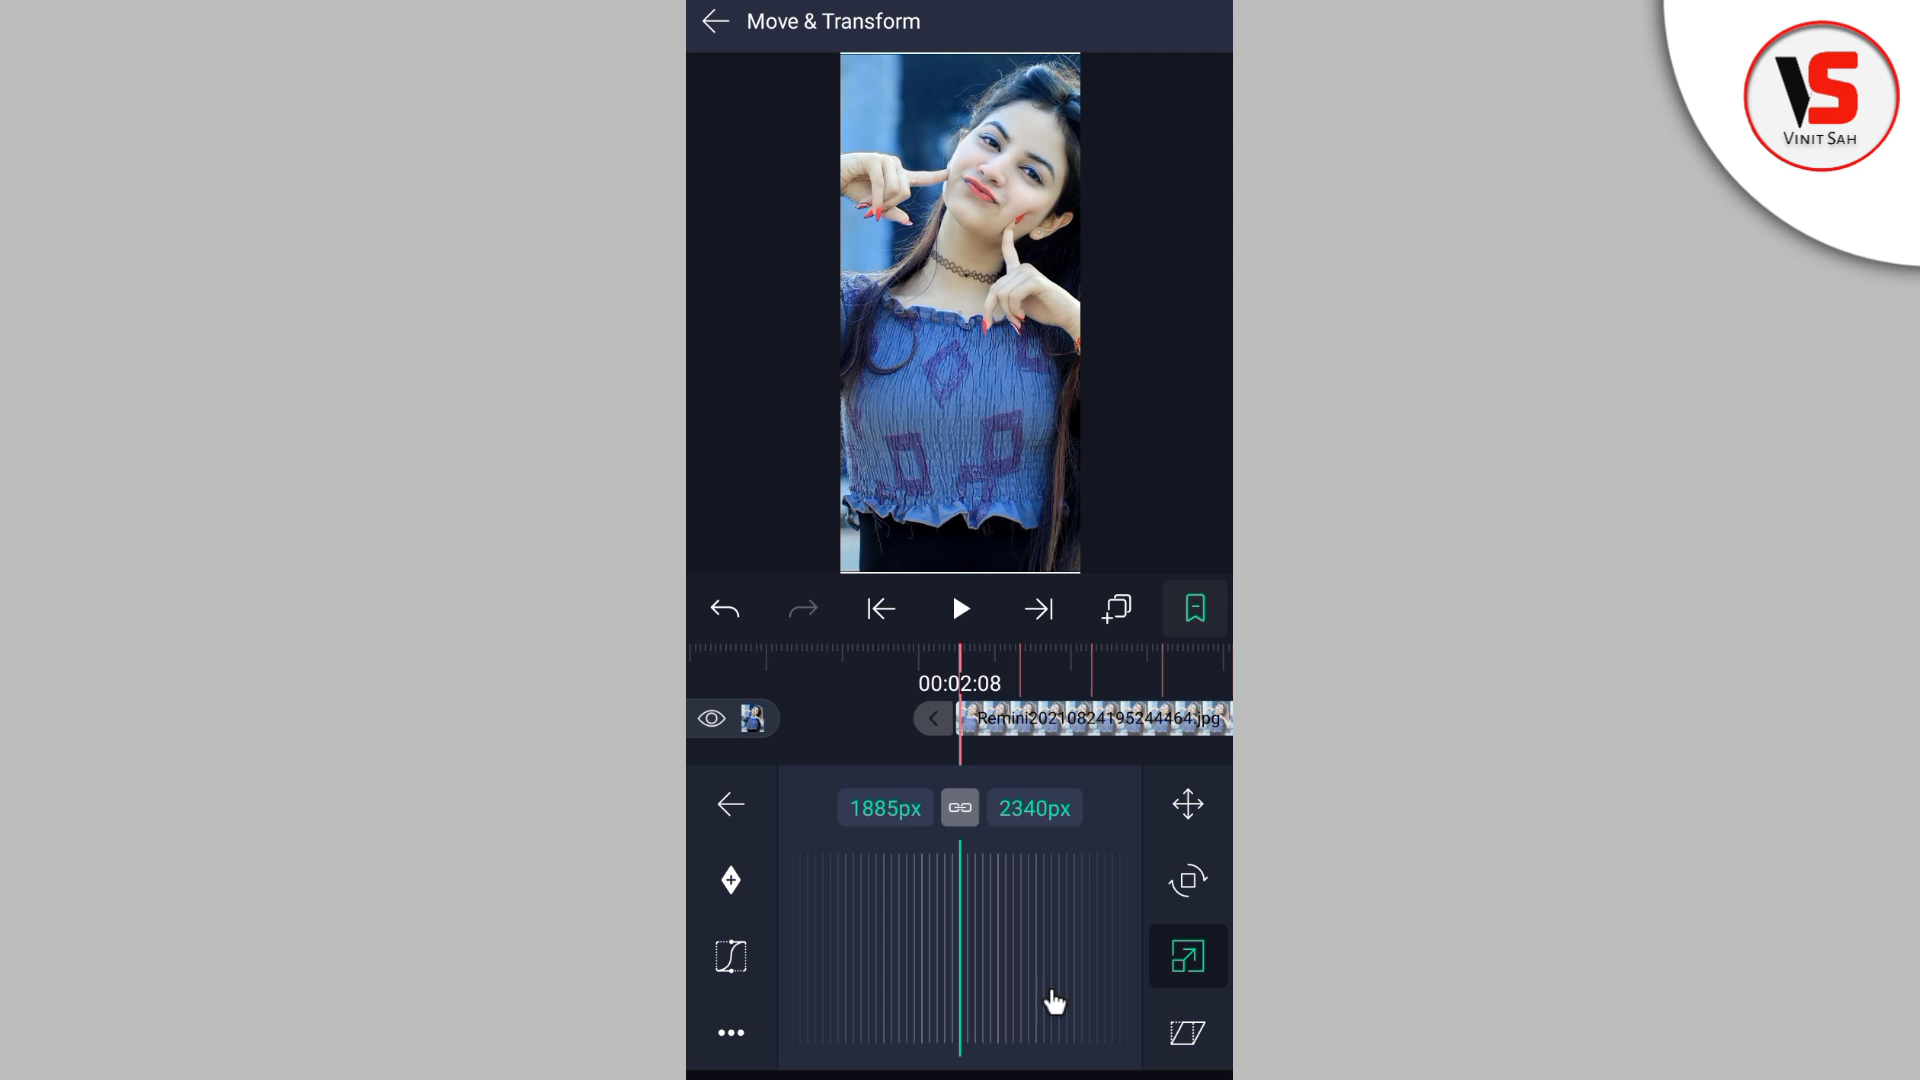 Move & Transform
VS
VINIT SAH
00:02:08
Remini20210824195244464.jpg
1885px
2340px